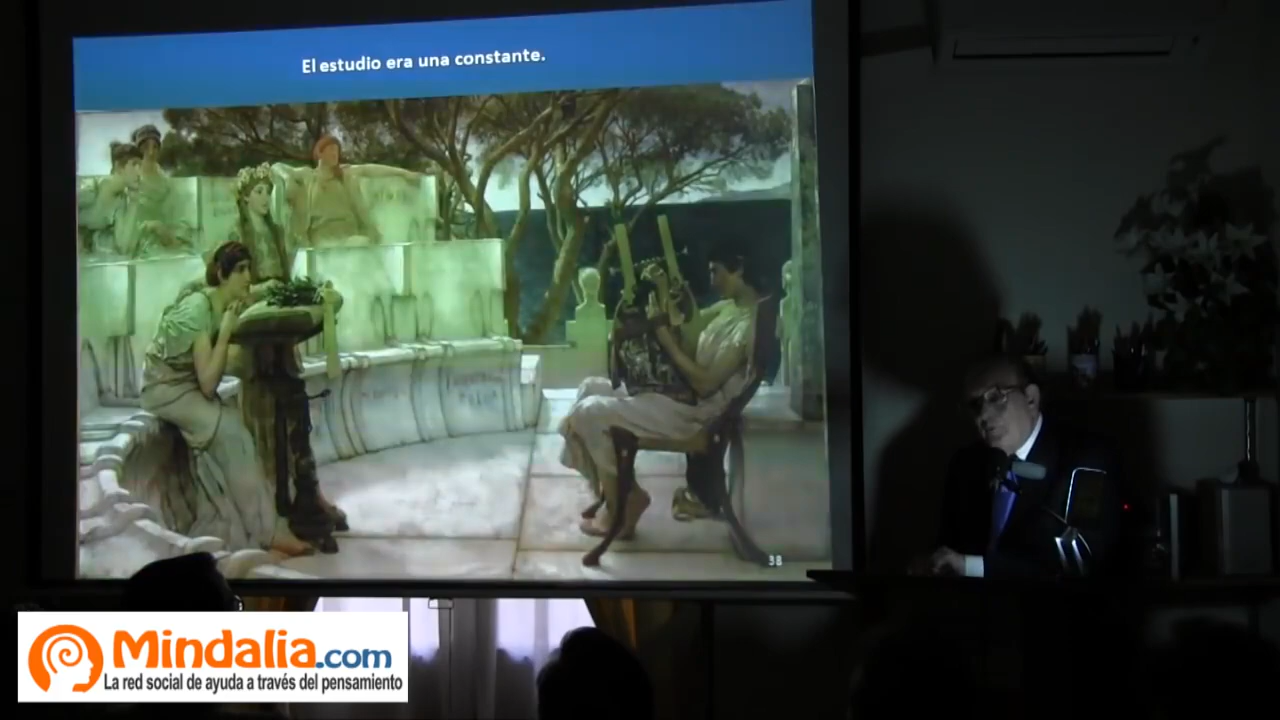 El estudio era una constante.
38
Mindalia.com
La red social de ayuda a través del pensamiento